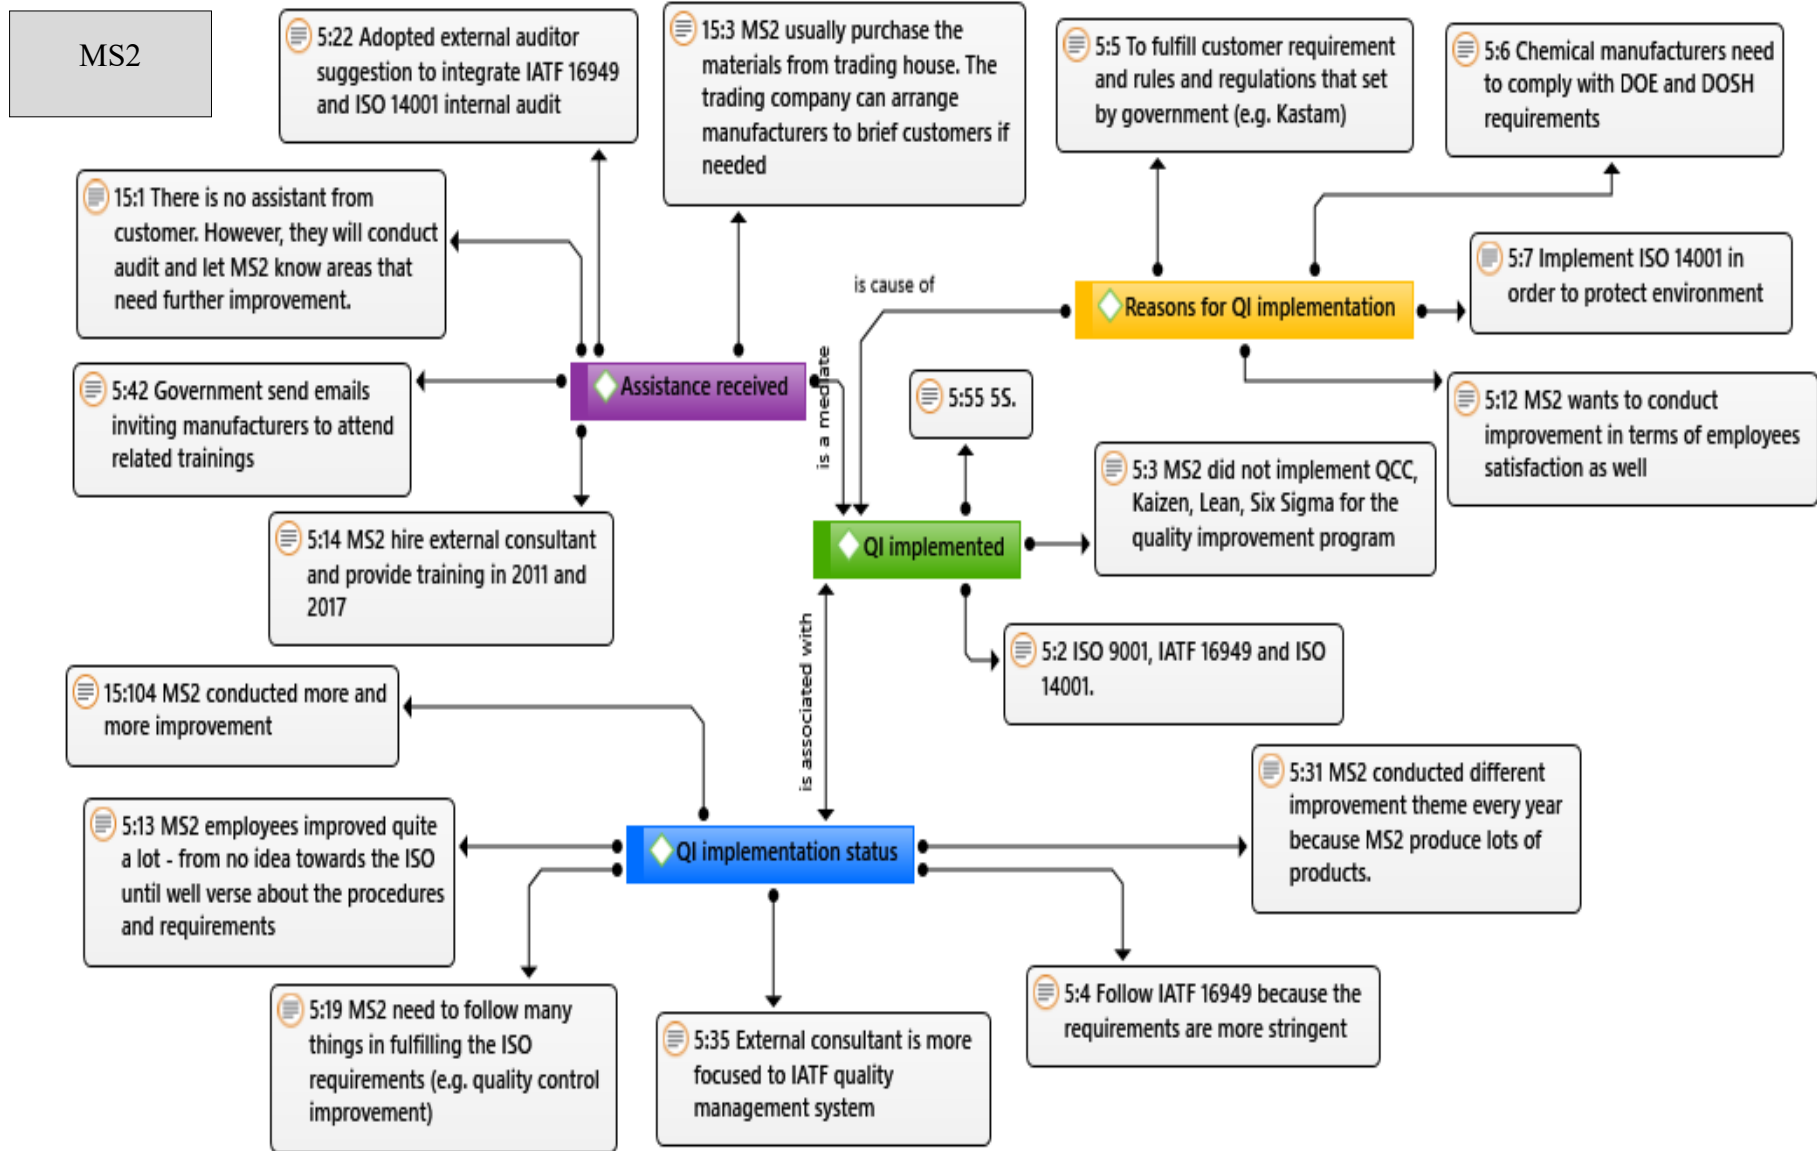 MS2
5:22 Adopted external auditor
suggestion to integrate IATF 16949
and ISO 14001 internal audit
15:3 MS2 usually purchase the
materials from trading house. The
trading company can arrange
manufacturers to brief customers if
needed
5:5 To fulfill customer requirement
and rules and regulations that set
by government (e.g. Kastam)
5:6 Chemical manufacturers need
to comply with DOE and DOSH
requirements
15:1 There is no assistant from
customer. However, they will conduct
audit and let MS2 know areas that
need further improvement.
5:7 Implement ISO 14001 in
order to protect environment
is cause of
Reasons for QI implementation
Assistance received
is a mediate
5:42 Government send emails
inviting manufacturers to attend
related trainings
5:55 5S.
5:12 MS2 wants to conduct
improvement in terms of employees
satisfaction as well
5:3 MS2 did not implement QCC,
Kaizen, Lean, Six Sigma for the
quality improvement program
5:14 MS2 hire external consultant
and provide training in 2011 and
2017
QI implemented
5:2 ISO 9001, IATF 16949 and ISO
14001.
is associated with
15:104 MS2 conducted more and
more improvement
5:31 MS2 conducted different
improvement theme every year
because MS2 produce lots of
products.
5:13 MS2 employees improved quite
a lot - from no idea towards the ISO
until well verse about the procedures
and requirements
QI implementation status
5:4 Follow IATF 16949 because the
requirements are more stringent
5:19 MS2 need to follow many
things in fulfilling the ISO
requirements (e.g. quality control
improvement)
5:35 External consultant is more
focused to IATF quality
management system